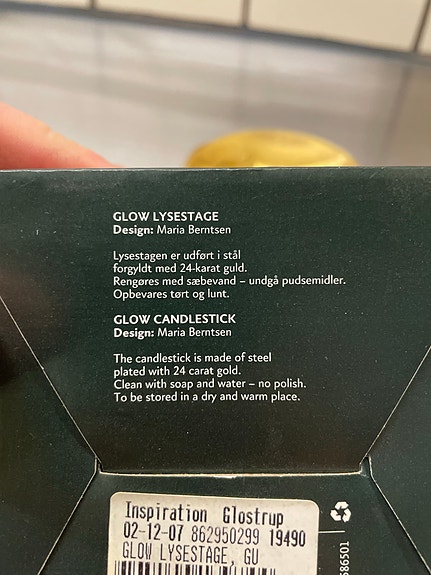 GLOW LYSESTAGE
Design: Maria Berntsen
Lysestagen er udført i stål
forgyldt med 24-karat guld.
Rengøres med sæbevand – undgå pudsemidler.
Opbevares tørt og lunt.
GLOW CANDLESTICK
Design: Maria Berntsen
The candlestick is made of steel
plated with 24 carat gold.
Clean with soap and water – no polish.
To be stored in a dry and warm place.
Inspiration Glostrup
02-12-07 862950299 19490
GLOW LYSESTAGE, GU